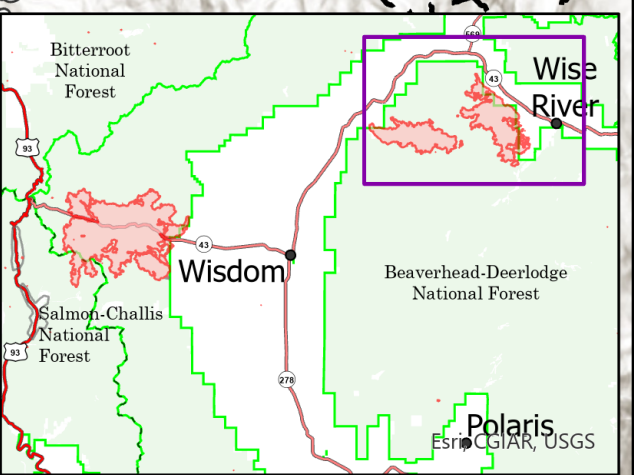 Bitterroot
National
Forest
569
43
Wise
River
93
43
Wisdom
Beaverhead-Deerlodge
National Forest
Salmon-Challis
National
Forest
93
278
Polaris
Esri, CGIAR, USGS